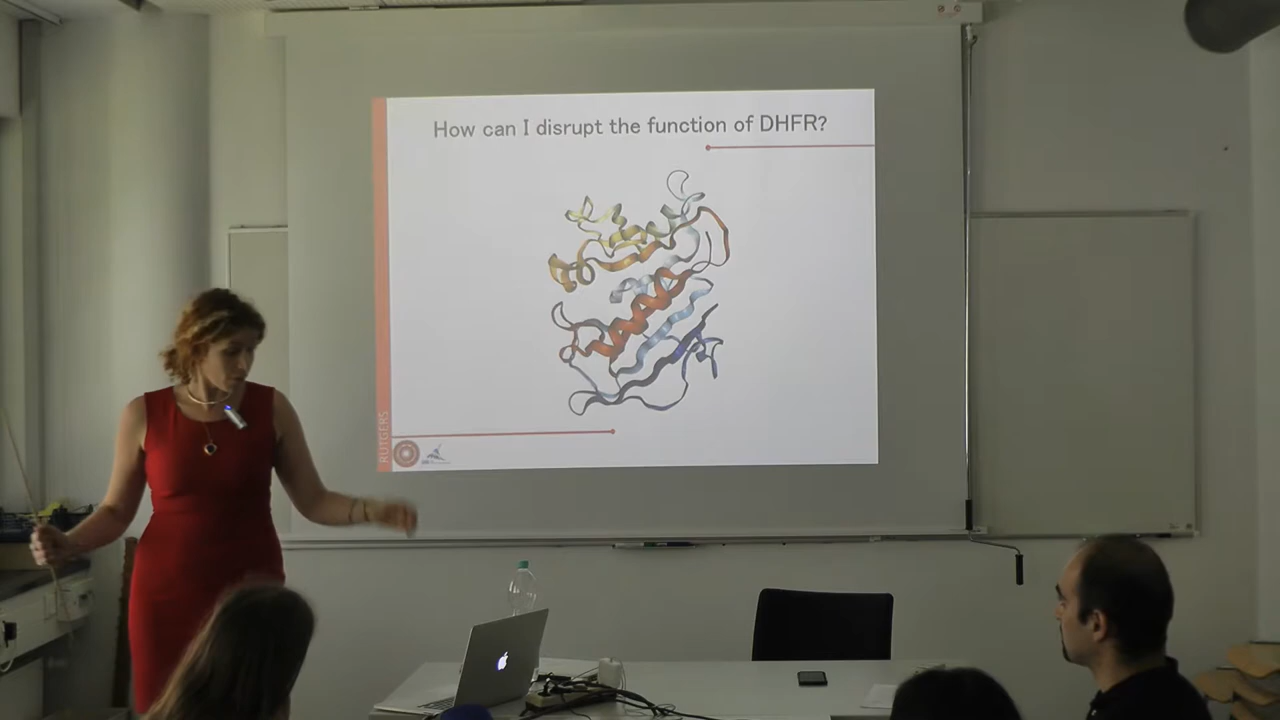 How can I disrupt the function of DHFR?
RUTGERS